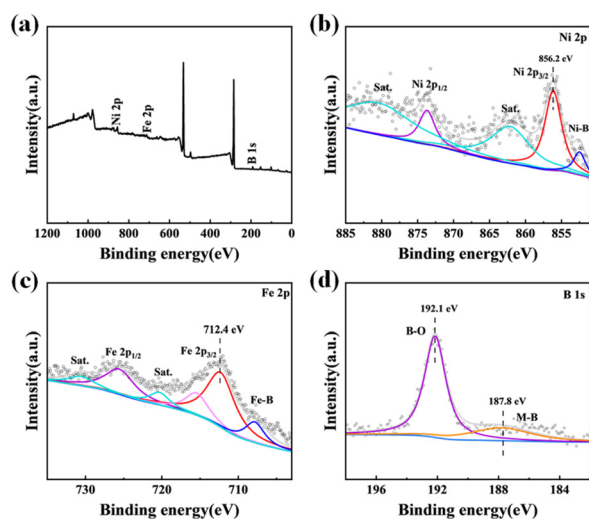 (a)
Intensity(a.u.)
Ni 2p
Fe 2p
B 1s
1200 1000 800 600 400 200 0
Binding energy(eV)
(b)
Ni 2p
856.2 eV
Sat.
Ni 2p1/2
Ni 2p3/2
Sat.
Ni-B
Intensity(a.u.)
885 880 875 870 865 860 855
Binding energy(eV)
(c)
Fe 2p
712.4 eV
Sat.
Fe 2p1/2
Sat.
Fe 2p3/2
Fe-B
Intensity(a.u.)
730 720 710
Binding energy(eV)
(d)
B 1s
192.1 eV
B-O
187.8 eV
M-B
Intensity(a.u.)
196 192 188 184
Binding energy(eV)